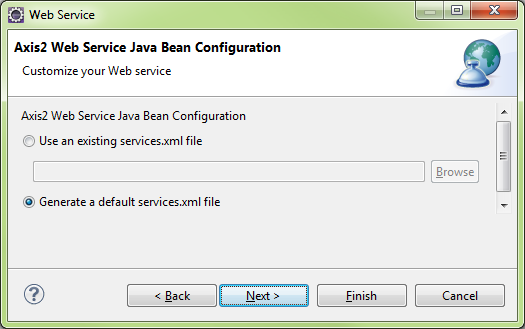 Web Service
Axis2 Web Service Java Bean Configuration
Customize your Web service
Axis2 Web Service Java Bean Configuration
Use an existing services.xml file
Browse
Generate a default services.xml file
?
< Back
Next >
Finish
Cancel